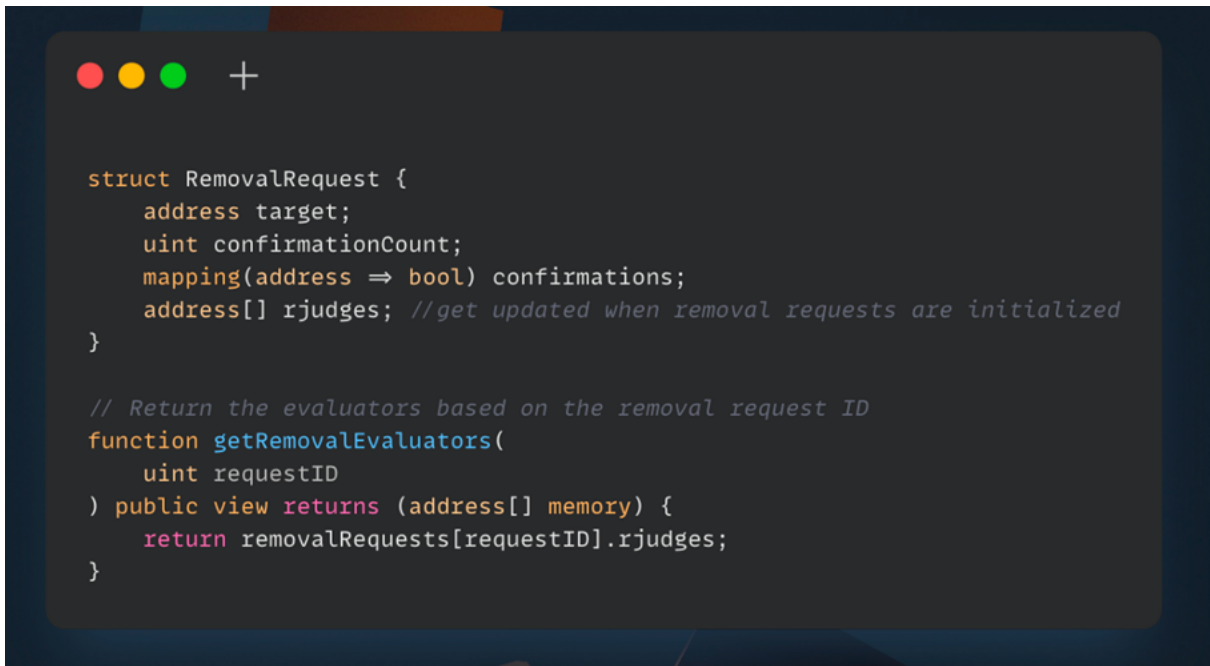 struct RemovalRequest {
    address target;
    uint confirmationCount;
    mapping(address ⇒ bool) confirmations;
    address[] rjudges; //get updated when removal requests are initialized
}
// Return the evaluators based on the removal request ID
function getRemovalEvaluators(
    uint requestID
) public view returns (address[] memory) {
    return removalRequests[requestID].rjudges;
}